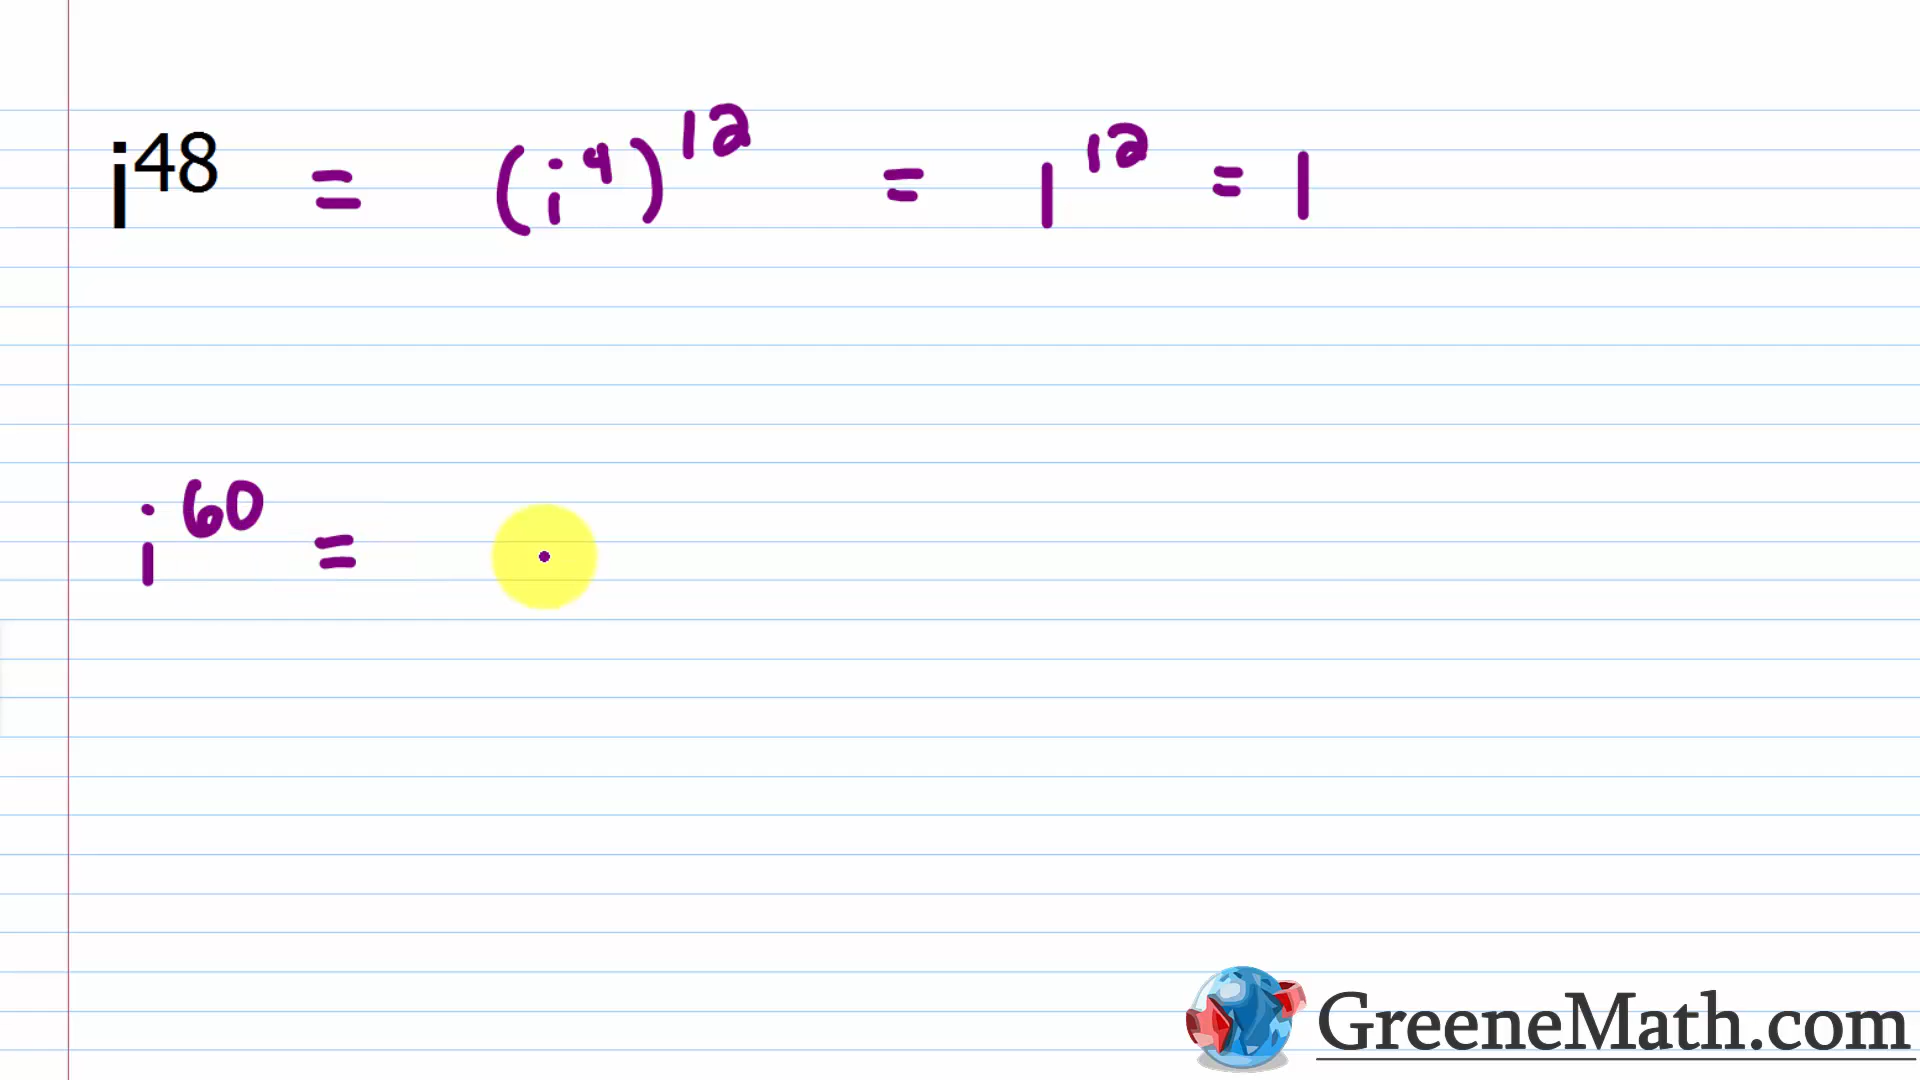 i⁴⁸ = (i⁴)¹² = 1¹² = 1
i⁶⁰ =
GreeneMath.com